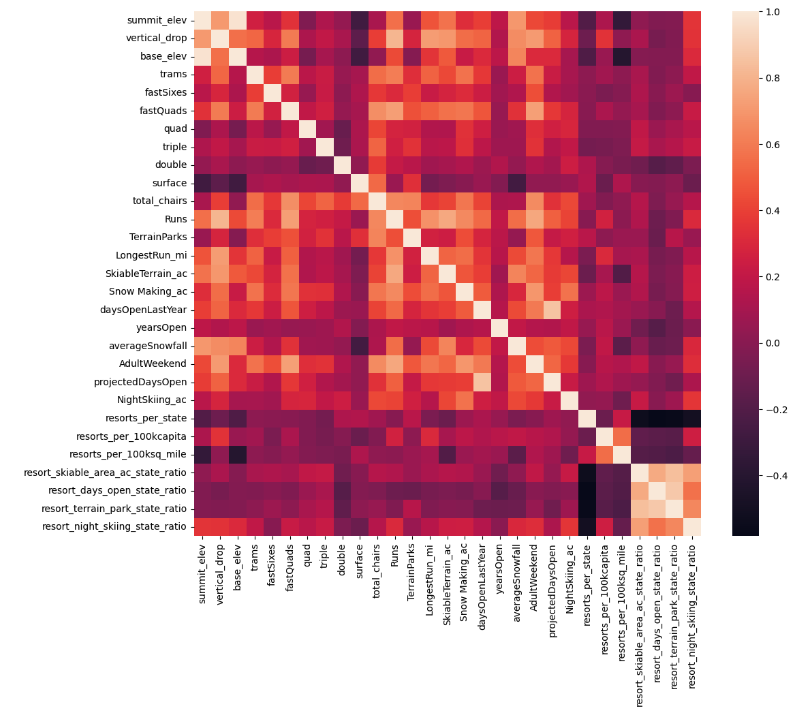 summit_elev
vertical_drop
base_elev
trams
fastSixes
fastQuads
quad
triple
double
surface
total_chairs
Runs
TerrainParks
LongestRun_mi
SkiableTerrain_ac
Snow Making_ac
daysOpenLastYear
yearsOpen
averageSnowfall
AdultWeekend
projectedDaysOpen
NightSkiing_ac
resorts_per_state
resorts_per_100kcapita
resorts_per_100ksq_mile
resort_skiable_area_ac_state_ratio
resort_days_open_state_ratio
resort_terrain_park_state_ratio
resort_night_skiing_state_ratio
summit_elev
vertical_drop
base_elev
trams
fastSixes
fastQuads
quad
triple
double
surface
total_chairs
Runs
TerrainParks
LongestRun_mi
SkiableTerrain_ac
Snow Making_ac
daysOpenLastYear
yearsOpen
averageSnowfall
AdultWeekend
projectedDaysOpen
NightSkiing_ac
resorts_per_state
resorts_per_100kcapita
resorts_per_100ksq_mile
resort_skiable_area_ac_state_ratio
resort_days_open_state_ratio
resort_terrain_park_state_ratio
resort_night_skiing_state_ratio
1.0
0.8
0.6
0.4
0.2
0.0
−0.2
−0.4